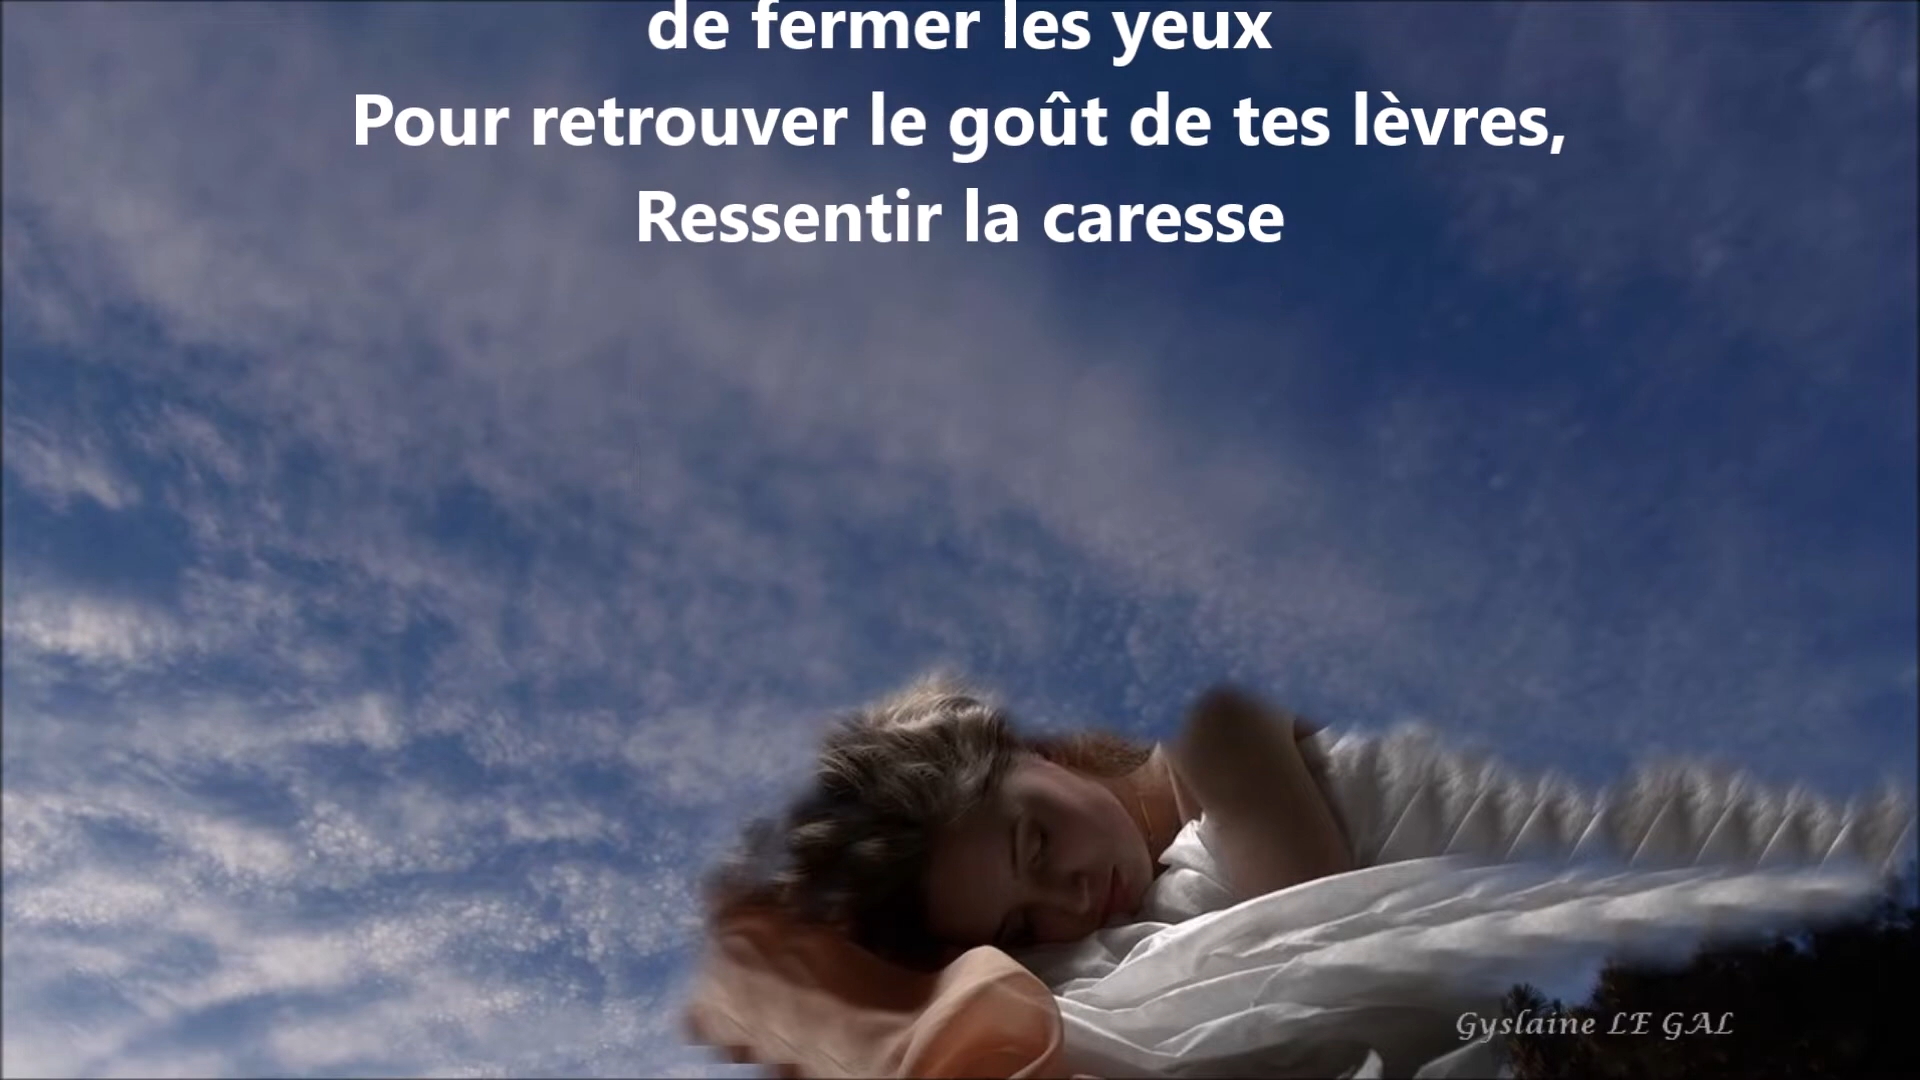 de fermer les yeux
Pour retrouver le goût de tes lèvres,
Ressentir la caresse
Gyslaine LE GAL